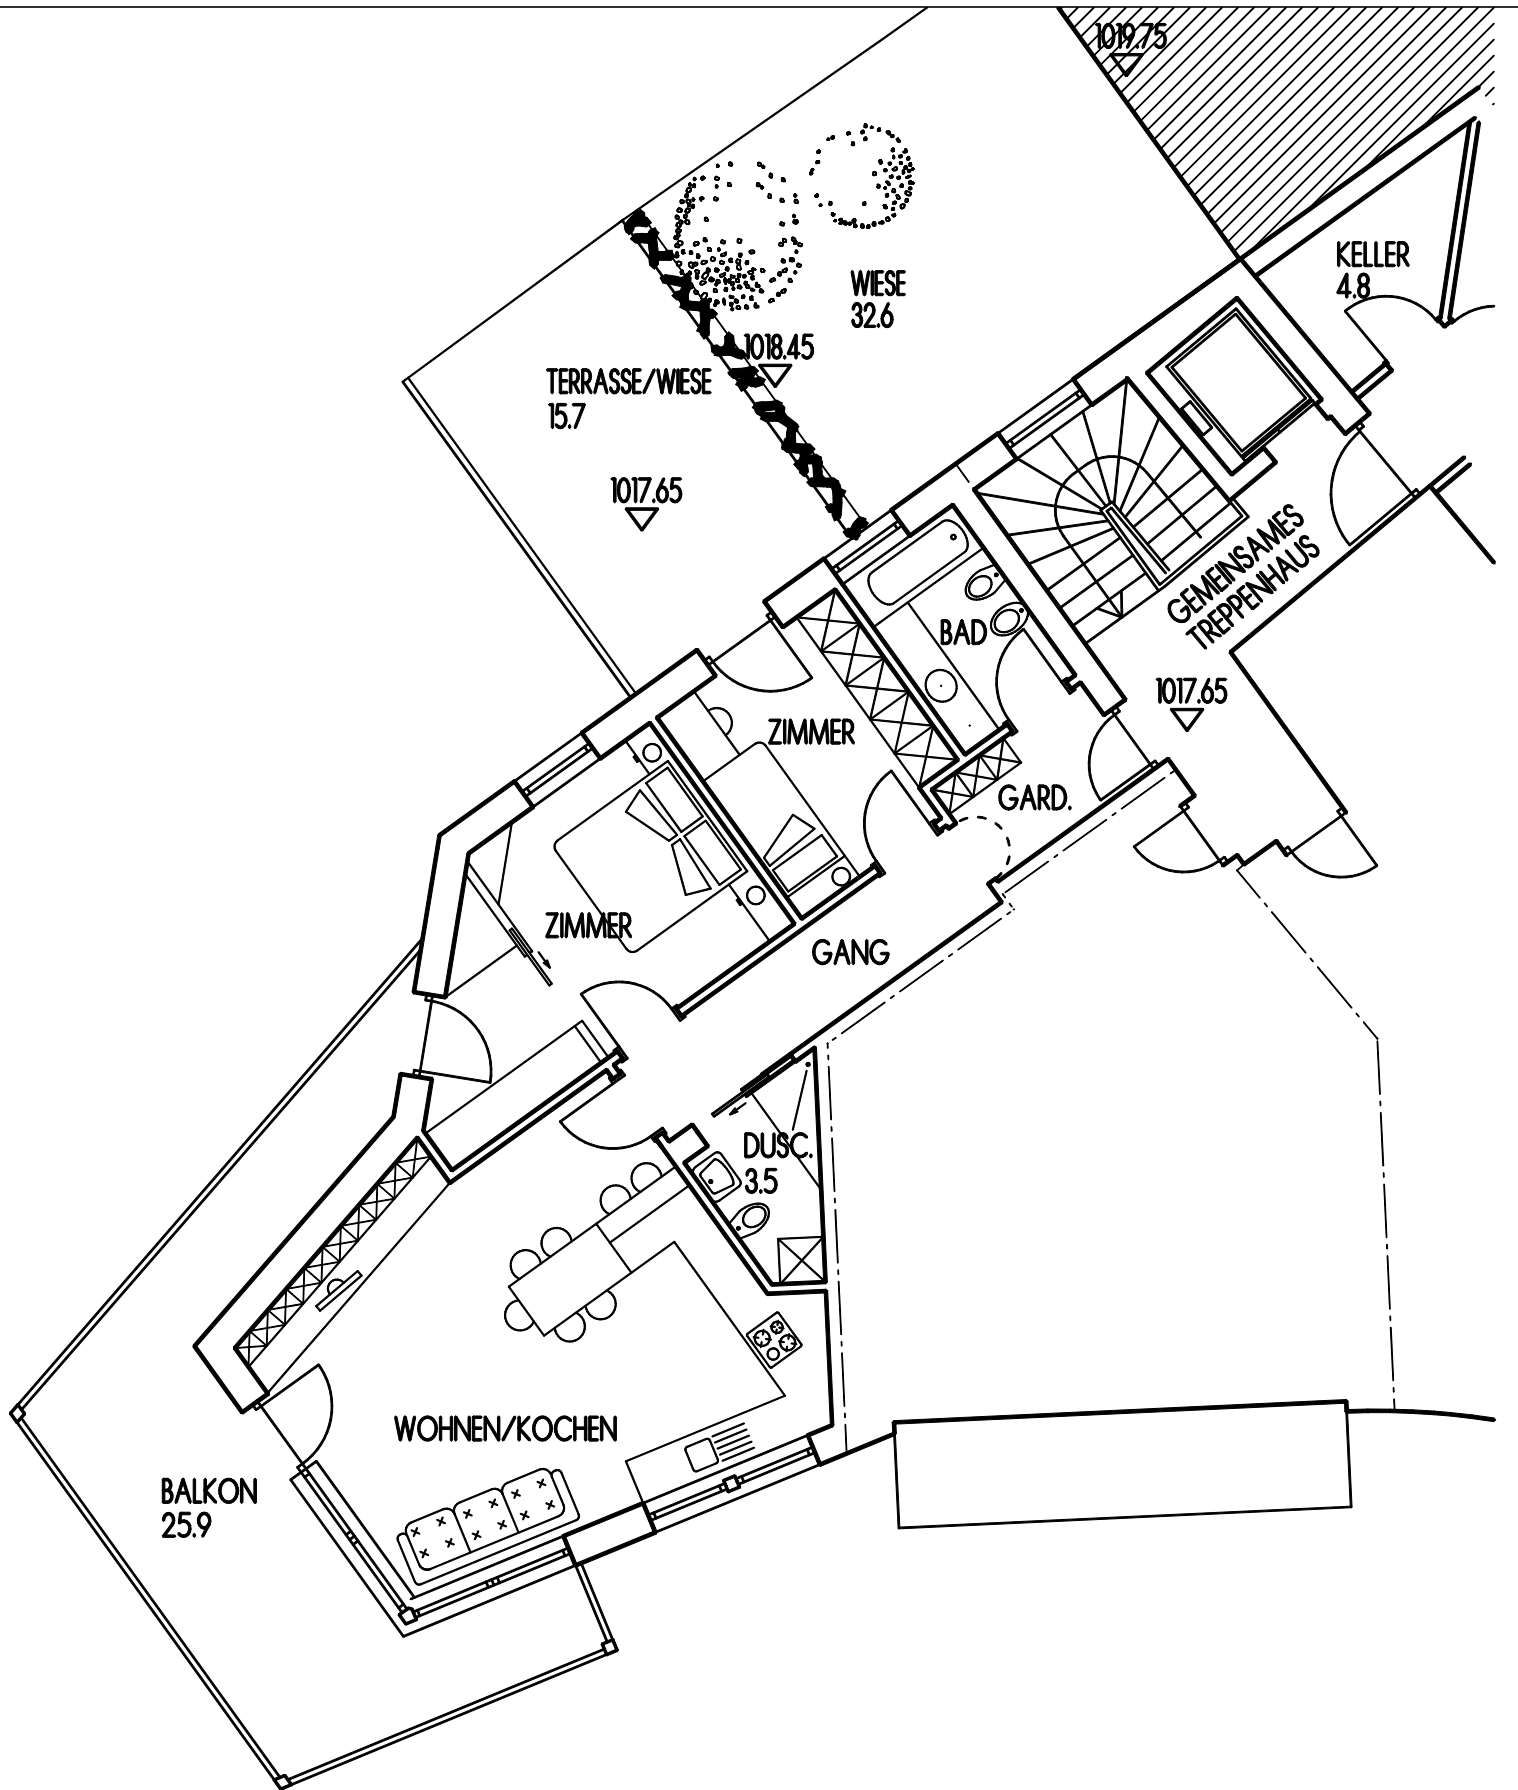 1019.75
KELLER
4.8
WIESE
32.6
1018.45
TERRASSE/WIESE
15.7
1017.65
GEMEINSAMES
TREPPENHAUS
BAD
1017.65
ZIMMER
GARD.
ZIMMER
GANG
DUSC.
3.5
WOHNEN/KOCHEN
BALKON
25.9